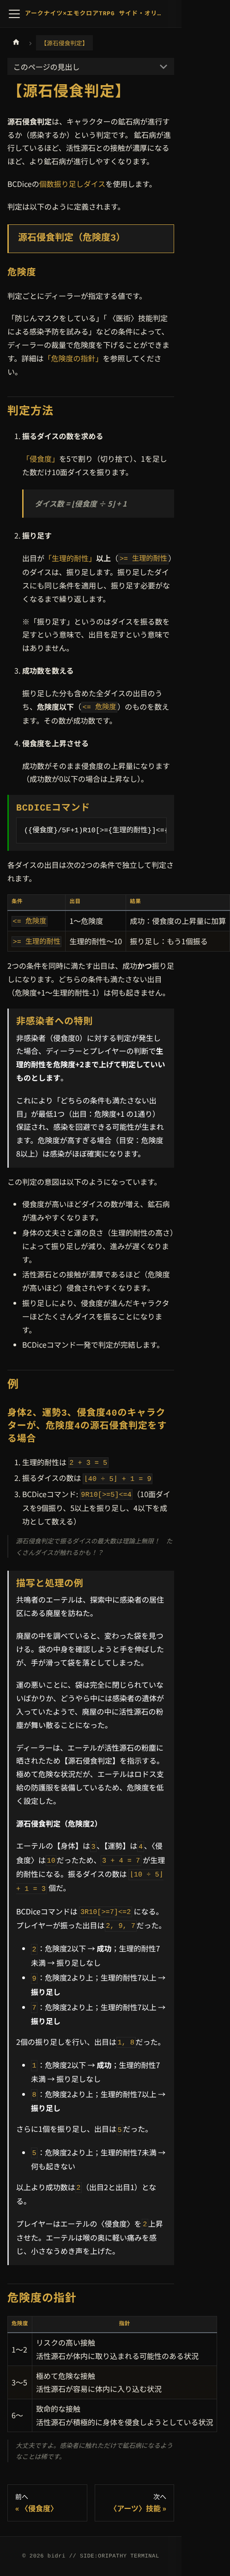 アークナイツ×エモクロアTRPG サイド・オリ…
【源石侵食判定】
このページの見出し
【源石侵食判定】
源石侵食判定は、キャラクターの鉱石病が進行するか（感染するか）という判定です。鉱石病が進行しているほど、活性源石との接触が濃厚になるほど、より鉱石病が進行しやすくなります。
BCDiceの個数振り足しダイスを使用します。
判定は以下のように定義されます。
源石侵食判定（危険度3）
危険度
判定ごとにディーラーが指定する値です。
「防じんマスクをしている」「〈医術〉技能判定による感染予防を試みる」などの条件によって、ディーラーの裁量で危険度を下げることができます。詳細は「危険度の指針」を参照してください。
判定方法
1. 振るダイスの数を求める
「侵食度」を5で割り（切り捨て）、1を足した数だけ10面ダイスを振ります。
ダイス数 = ⌊侵食度 ÷ 5⌋ + 1
2. 振り足す
出目が「生理的耐性」以上（>= 生理的耐性）のダイスは、振り足します。振り足したダイスにも同じ条件を適用し、振り足す必要がなくなるまで繰り返します。
※「振り足す」というのはダイスを振る数を足すという意味で、出目を足すという意味ではありません。
3. 成功数を数える
振り足した分も含めた全ダイスの出目のうち、危険度以下（<= 危険度）のものを数えます。その数が成功数です。
4. 侵食度を上昇させる
成功数がそのまま侵食度の上昇量になります（成功数が0以下の場合は上昇なし）。
BCDICEコマンド
({侵食度}/5F+1)R10[>={生理的耐性}]<=
各ダイスの出目は次の2つの条件で独立して判定されます。
条件 出目 結果
<= 危険度 1〜危険度 成功：侵食度の上昇量に加算
>= 生理的耐性 生理的耐性〜10 振り足し：もう1個振る
2つの条件を同時に満たす出目は、成功かつ振り足しになります。どちらの条件も満たさない出目（危険度+1〜生理的耐性-1）は何も起きません。
非感染者への特則
非感染者（侵食度0）に対する判定が発生した場合、ディーラーとプレイヤーの判断で生理的耐性を危険度+2まで上げて判定していいものとします。
これにより「どちらの条件も満たさない出目」が最低1つ（出目：危険度+1 の1通り）保証され、感染を回避できる可能性が生まれます。危険度が高すぎる場合（目安：危険度8以上）は感染がほぼ確実になります。
この判定の意図は以下のようになっています。
侵食度が高いほどダイスの数が増え、鉱石病が進みやすくなります。
身体の丈夫さと運の良さ（生理的耐性の高さ）によって振り足しが減り、進みが遅くなります。
活性源石との接触が濃厚であるほど（危険度が高いほど）侵食されやすくなります。
振り足しにより、侵食度が進んだキャラクターほどたくさんダイスを振ることになります。
BCDiceコマンド一発で判定が完結します。
例
身体2、運勢3、侵食度40のキャラクターが、危険度4の源石侵食判定をする場合
1. 生理的耐性は 2 + 3 = 5
2. 振るダイスの数は ⌊40 ÷ 5⌋ + 1 = 9
3. BCDiceコマンド: 9R10[>=5]<=4（10面ダイスを9個振り、5以上を振り足し、4以下を成功として数える）
源石侵食判定で振るダイスの最大数は理論上無限！ たくさんダイスが触れるかも！？
描写と処理の例
共鳴者のエーテルは、探索中に感染者の居住区にある廃屋を訪ねた。
廃屋の中を調べていると、変わった袋を見つける。袋の中身を確認しようと手を伸ばしたが、手が滑って袋を落としてしまった。
運の悪いことに、袋は完全に閉じられていないばかりか、どうやら中には感染者の遺体が入っていたようで、廃屋の中に活性源石の粉塵が舞い散ることになった。
ディーラーは、エーテルが活性源石の粉塵に晒されたため【源石侵食判定】を指示する。極めて危険な状況だが、エーテルはロドス支給の防護服を装備しているため、危険度を低く設定した。
源石侵食判定（危険度2）
エーテルの【身体】は3、【運勢】は4、〈侵食度〉は10だったため、3 + 4 = 7が生理的耐性になる。振るダイスの数は⌊10 ÷ 5⌋ + 1 = 3個だ。
BCDiceコマンドは 3R10[>=7]<=2 になる。プレイヤーが振った出目は2, 9, 7だった。
2：危険度2以下 → 成功；生理的耐性7未満 → 振り足しなし
9：危険度2より上；生理的耐性7以上 → 振り足し
7：危険度2より上；生理的耐性7以上 → 振り足し
2個の振り足しを行い、出目は1, 8だった。
1：危険度2以下 → 成功；生理的耐性7未満 → 振り足しなし
8：危険度2より上；生理的耐性7以上 → 振り足し
さらに1個を振り足し、出目は5だった。
5：危険度2より上；生理的耐性7未満 → 何も起きない
以上より成功数は2（出目2と出目1）となる。
プレイヤーはエーテルの〈侵食度〉を2上昇させた。エーテルは喉の奥に軽い痛みを感じ、小さなうめき声を上げた。
危険度の指針
危険度 指針
1〜2 リスクの高い接触
活性源石が体内に取り込まれる可能性のある状況
3〜5 極めて危険な接触
活性源石が容易に体内に入り込む状況
6〜 致命的な接触
活性源石が積極的に身体を侵食しようとしている状況
大丈夫ですよ。感染者に触れただけで鉱石病になるようなことは稀です。
前へ
« 〈侵食度〉
次へ
〈アーツ〉技能 »
© 2026 bidri // SIDE:ORIPATHY TERMINAL